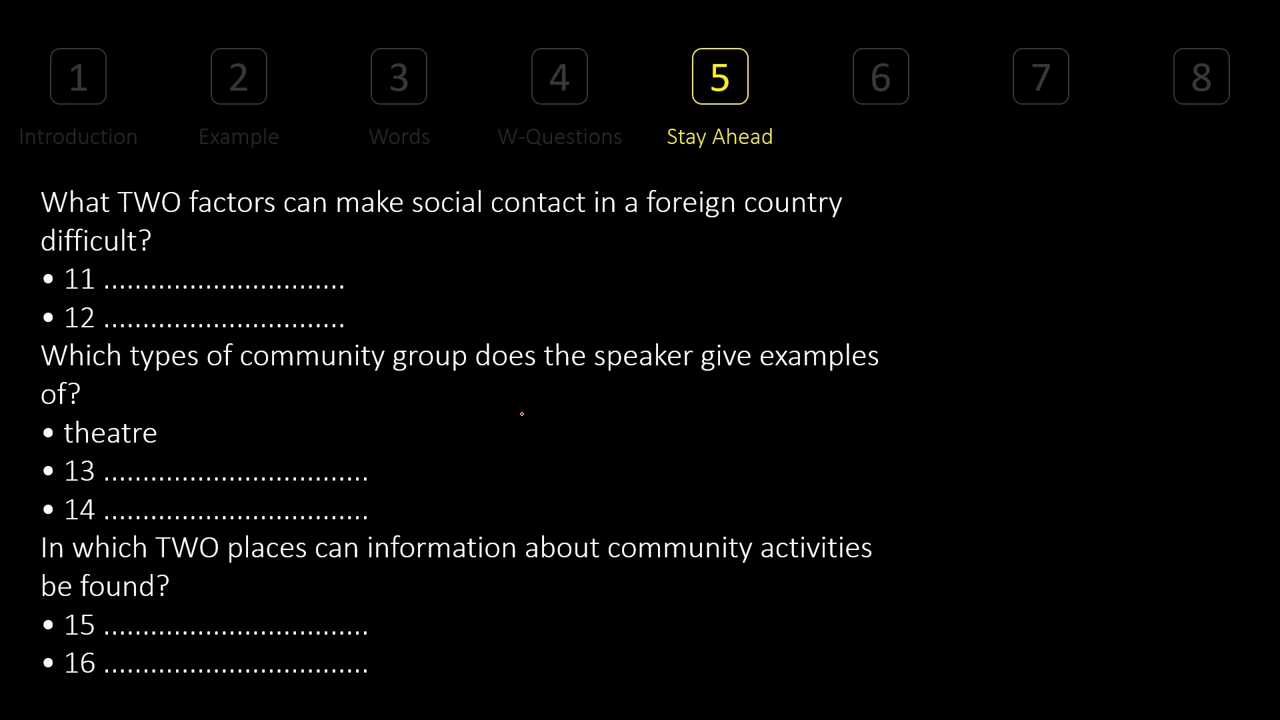 1 2 3 4 5 6 7 8
Introduction Example Words W-Questions Stay Ahead
What TWO factors can make social contact in a foreign country
difficult?
• 11 ...............................
• 12 ...............................
Which types of community group does the speaker give examples
of?
• theatre
• 13 ..................................
• 14 ..................................
In which TWO places can information about community activities
be found?
• 15 ..................................
• 16 ..................................